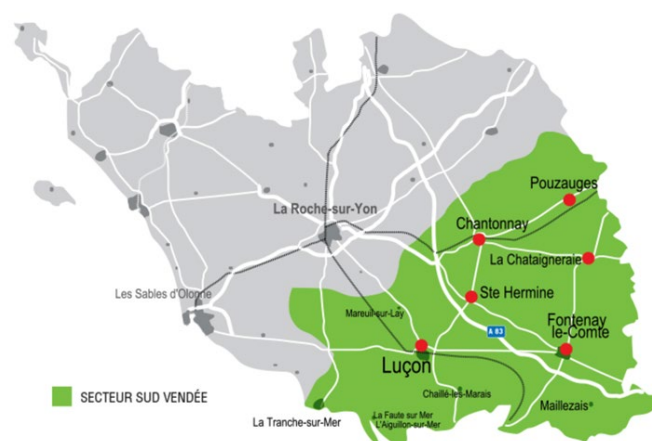 Pouzauges
La Roche-sur-Yon
Chantonnay
La Chataigneraie
Les Sables d'Olonne
Ste Hermine
Mareuil-sur-Lay
A 83
Fontenay
le-Comte
Luçon
SECTEUR SUD VENDÉE
Chaillé-les-Marais
Maillezais
La Tranche-sur-Mer
La Faute sur Mer
L'Aiguillon-sur-Mer